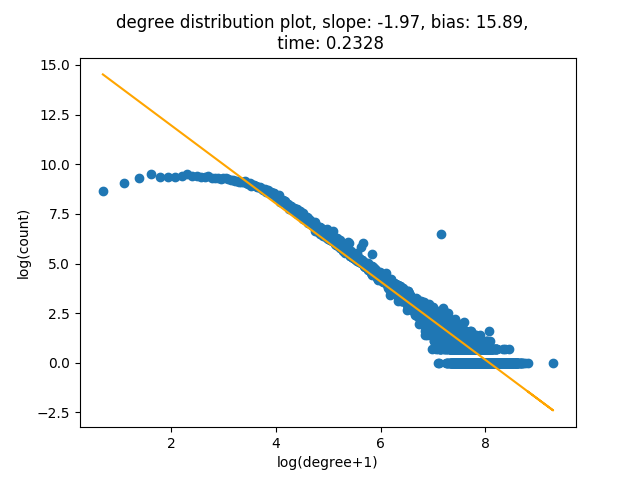 degree distribution plot, slope: -1.97, bias: 15.89,
time: 0.2328
15.0
12.5
10.0
7.5
5.0
2.5
0.0
−2.5
log(count)
2 4 6 8
log(degree+1)